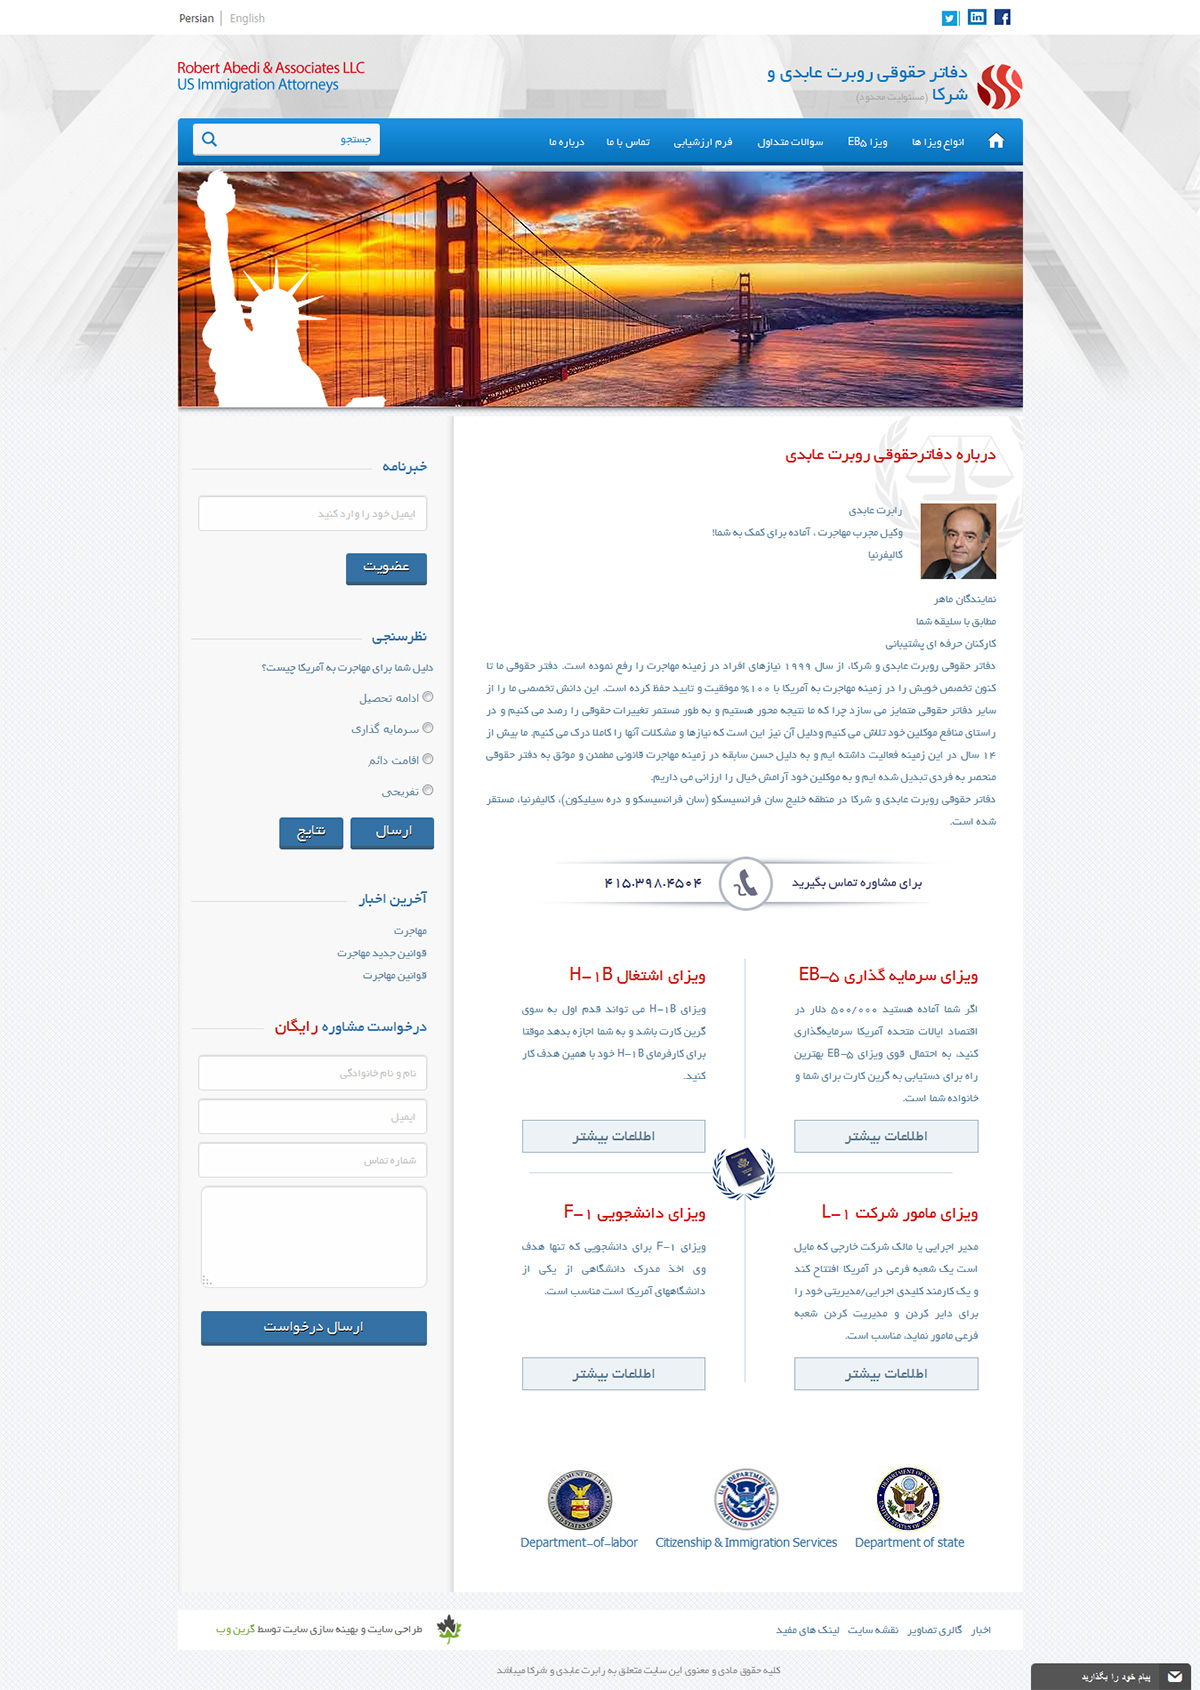 Persian | English
Robert Abedi & Associates LLC
US Immigration Attorneys
دفاتر حقوقی روبرت عابدی و
شرکا (مسئولیت محدود)
انواع ویزا ها
ویزا EB۵
سوالات متداول
فرم ارزشیابی
تماس با ما
درباره ما
جستجو
درباره دفاترحقوقی روبرت عابدی
رابرت عابدی
وکیل مجرب مهاجرت ، آماده برای کمک به شما!
کالیفرنیا
نمایندگان ماهر
مطابق با سلیقه شما
کارکنان حرفه ای پشتیبانی
دفاتر حقوقی روبرت عابدی و شرکا، از سال ۱۹۹۹ نیازهای افراد در زمینه مهاجرت را رفع نموده است. دفتر حقوقی ما تا
کنون تخصص خویش را در زمینه مهاجرت به آمریکا با ۱۰۰% موفقیت و تایید حفظ کرده است. این دانش تخصصی ما را از
سایر دفاتر حقوقی متمایز می سازد چرا که ما نتیجه محور هستیم و به طور مستمر تغییرات حقوقی را رصد می کنیم و در
راستای منافع موکلین خود تلاش می کنیم ودلیل آن نیز این است که نیازها و مشکلات آنها را کاملا درک می کنیم. ما بیش از
۱۴ سال در این زمینه فعالیت داشته ایم و به دلیل حسن سابقه در زمینه مهاجرت قانونی مطمئن و موثق به دفتر حقوقی
منحصر به فردی تبدیل شده ایم و به موکلین خود آرامش خیال را ارزانی می داریم.
دفاتر حقوقی روبرت عابدی و شرکا در منطقه خلیج سان فرانسیسکو (سان فرانسیسکو و دره سیلیکون)، کالیفرنیا، مستقر
شده است.
برای مشاوره تماس بگیرید
۴۱۵.۳۹۸.۴۵۰۴
ویزای سرمایه گذاری EB-۵
اگر شما آماده هستید ۵۰۰/۰۰۰ دلار در
اقتصاد ایالات متحده آمریکا سرمایه‌گذاری
کنید، به احتمال قوی ویزای EB-۵ بهترین
راه برای دستیابی به گرین کارت برای شما و
خانواده شما است.
اطلاعات بیشتر
ویزای اشتغال H-۱B
ویزای H-۱B می تواند قدم اول به سوی
گرین کارت باشد و به شما اجازه بدهد موقتا
برای کارفرمای H-۱B خود با همین هدف کار
کنید.
اطلاعات بیشتر
ویزای مامور شرکت L-۱
مدیر اجرایی یا مالک شرکت خارجی که مایل
است یک شعبه فرعی در آمریکا افتتاح کند
و یک کارمند کلیدی اجرایی/مدیریتی خود را
برای دایر کردن و مدیریت کردن شعبه
فرعی مامور نماید، مناسب است.
اطلاعات بیشتر
ویزای دانشجویی F-۱
ویزای F-۱ برای دانشجویی که تنها هدف
وی اخذ مدرک دانشگاهی از یکی از
دانشگاههای آمریکا است مناسب است.
اطلاعات بیشتر
Department of state
Citizenship & Immigration Services
Department-of-labor
خبرنامه
ایمیل خود را وارد کنید
عضویت
نظرسنجی
دلیل شما برای مهاجرت به آمریکا چیست؟
ادامه تحصیل
سرمایه گذاری
اقامت دائم
تفریحی
ارسال
نتایج
آخرین اخبار
مهاجرت
قوانین جدید مهاجرت
قوانین مهاجرت
درخواست مشاوره رایگان
نام و نام خانوادگی
ایمیل
شماره تماس
ارسال درخواست
اخبار
گالری تصاویر
نقشه سایت
لینک های مفید
طراحی سایت و بهینه سازی سایت توسط گرین وب
کلیه حقوق مادی و معنوی این سایت متعلق به رابرت عابدی و شرکا میباشد
پیام خود را بگذارید